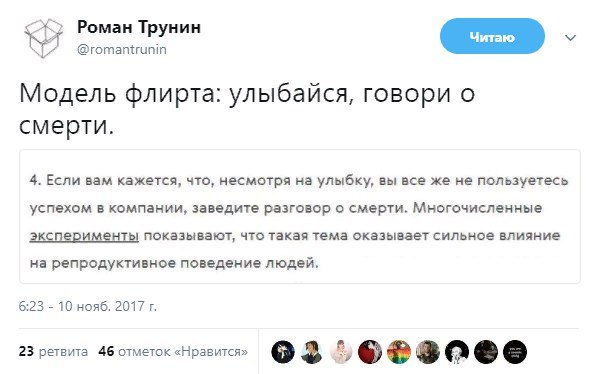 Роман Трунин
@romantrunin
Читаю
Модель флирта: улыбайся, говори о
смерти.
4. Если вам кажется, что, несмотря на улыбку, вы все же не пользуетесь
успехом в компании, заведите разговор о смерти. Многочисленные
эксперименты показывают, что такая тема оказывает сильное влияние
на репродуктивное поведение людей.
6:23 - 10 нояб. 2017 г.
23 ретвита 46 отметок «Нравится»